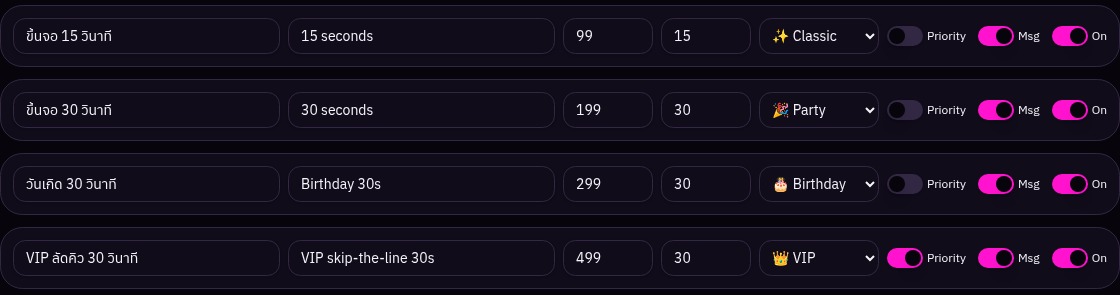 ขึ้นจอ 15 วินาที 15 seconds 99 15 ✨ Classic Priority Msg On
ขึ้นจอ 30 วินาที 30 seconds 199 30 🎉 Party Priority Msg On
วันเกิด 30 วินาที Birthday 30s 299 30 🎂 Birthday Priority Msg On
VIP ลัดคิว 30 วินาที VIP skip-the-line 30s 499 30 👑 VIP Priority Msg On